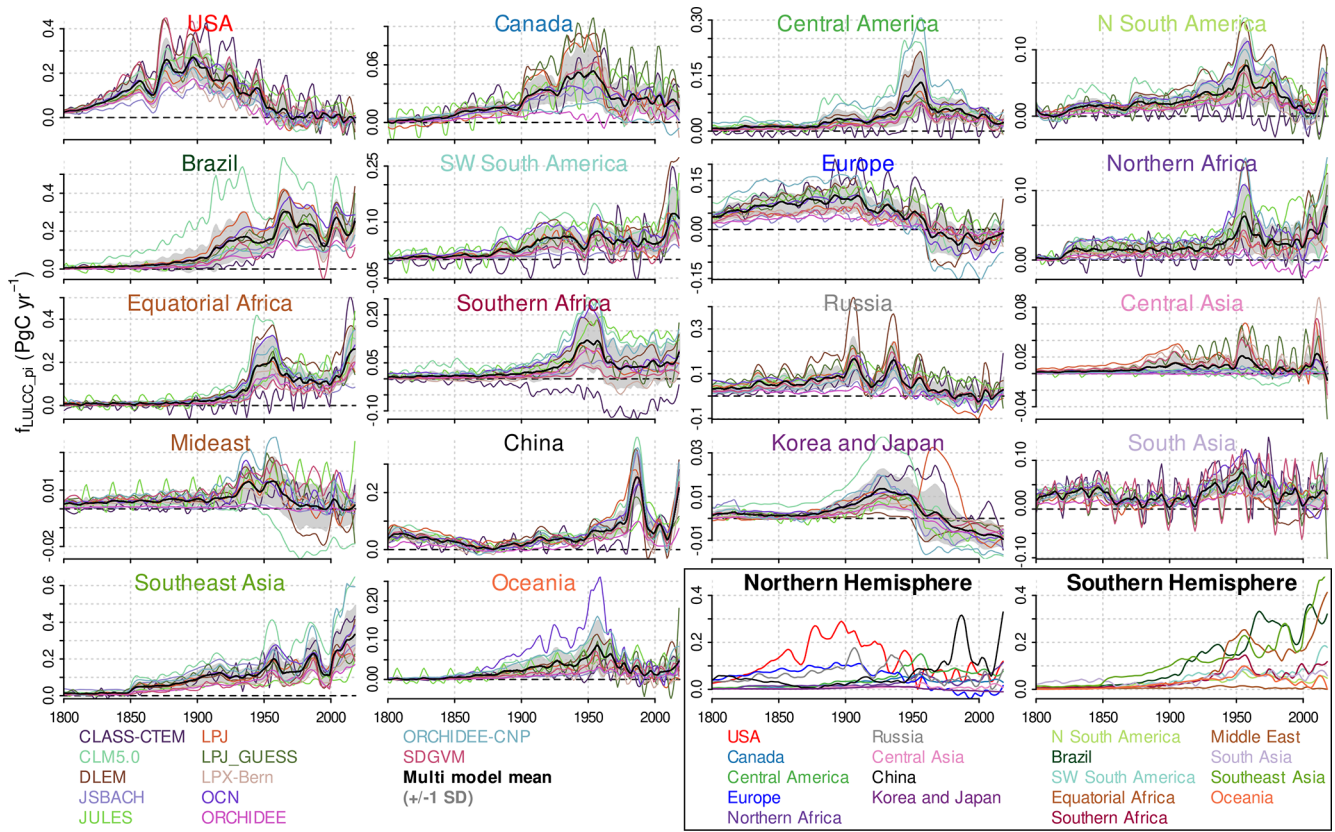 USA
Canada
Central America
N South America
0.4
0.2
0.0
0.06
0.00
0.30
0.15
0.00
0.10
0.00
Brazil
SW South America
Europe
Northern Africa
0.4
0.2
0.0
0.25
0.10
-0.05
0.15
0.00
-0.15
0.10
0.00
Equatorial Africa
Southern Africa
Russia
Central Asia
fLULCC_pi (PgC yr−1)
0.4
0.2
0.0
0.20
0.05
-0.10
0.3
0.1
-0.1
0.08
0.02
-0.04
Mideast
China
Korea and Japan
South Asia
0.01
-0.02
0.2
0.0
0.03
0.01
-0.01
0.10
0.00
-0.10
Southeast Asia
Oceania
Northern Hemisphere
Southern Hemisphere
0.6
0.4
0.2
0.0
0.20
0.10
0.00
0.4
0.2
0.0
0.4
0.2
0.0
1800 1850 1900 1950 2000
1800 1850 1900 1950 2000
1800 1850 1900 1950 2000
1800 1850 1900 1950 2000
CLASS-CTEM
CLM5.0
DLEM
JSBACH
JULES
LPJ
LPJ_GUESS
LPX-Bern
OCN
ORCHIDEE
ORCHIDEE-CNP
SDGVM
Multi model mean
(+/-1 SD)
USA
Canada
Central America
Europe
Northern Africa
Russia
Central Asia
China
Korea and Japan
N South America
Brazil
SW South America
Equatorial Africa
Southern Africa
Middle East
South Asia
Southeast Asia
Oceania